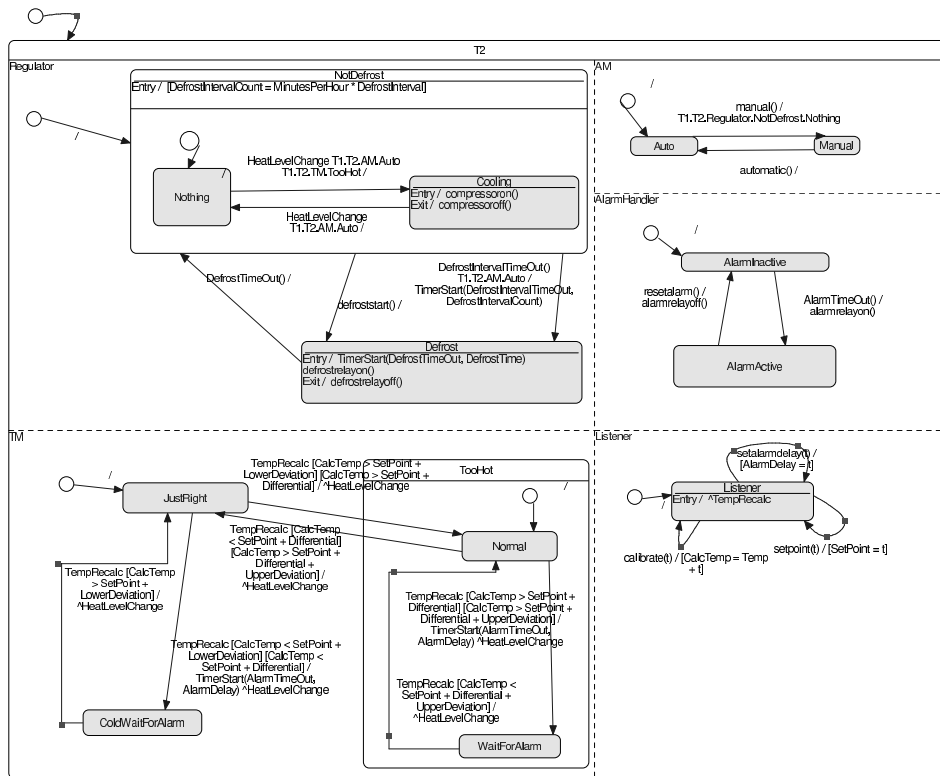 T2
Regulator
NotDefrost
Entry / [DefrostIntervalCount = MinutesPerHour * DefrostInterval]
/
Nothing
/
HeatLevelChange T1.T2.AM.Auto
T1.T2.TM.TooHot /
Cooling
Entry / compressoron()
Exit / compressoroff()
HeatLevelChange
T1.T2.AM.Auto /
DefrostTimeOut() /
defroststart() /
DefrostIntervalTimeOut()
T1.T2.AM.Auto /
TimerStart(DefrostIntervalTimeOut,
DefrostIntervalCount)
Defrost
Entry / TimerStart(DefrostTimeOut, DefrostTime)
defrostrelayon()
Exit / defrostrelayoff()
AM
/
manual() /
T1.T2.Regulator.NotDefrost.Nothing
Auto
Manual
automatic() /
AlarmHandler
/
AlarmInactive
resetalarm() /
alarmrelayoff()
AlarmTimeOut() /
alarmrelayon()
AlarmActive
TM
/
JustRight
TempRecalc [CalcTemp > SetPoint +
LowerDeviation] [CalcTemp > SetPoint +
Differential] / ^HeatLevelChange
TooHot
/
Normal
TempRecalc [CalcTemp
< SetPoint + Differential]
[CalcTemp > SetPoint +
Differential +
UpperDeviation] /
^HeatLevelChange
TempRecalc [CalcTemp
> SetPoint +
LowerDeviation] /
^HeatLevelChange
TempRecalc [CalcTemp > SetPoint +
Differential] [CalcTemp > SetPoint +
Differential + UpperDeviation] /
TimerStart(AlarmTimeOut,
AlarmDelay) ^HeatLevelChange
TempRecalc [CalcTemp < SetPoint +
LowerDeviation] [CalcTemp <
SetPoint + Differential] /
TimerStart(AlarmTimeOut,
AlarmDelay) ^HeatLevelChange
TempRecalc [CalcTemp <
SetPoint + Differential +
UpperDeviation] /
^HeatLevelChange
ColdWaitForAlarm
WaitForAlarm
Listener
setalarmdelay(t) /
[AlarmDelay = t]
Listener
Entry / ^TempRecalc
/
setpoint(t) / [SetPoint = t]
calibrate(t) / [CalcTemp = Temp
+ t]